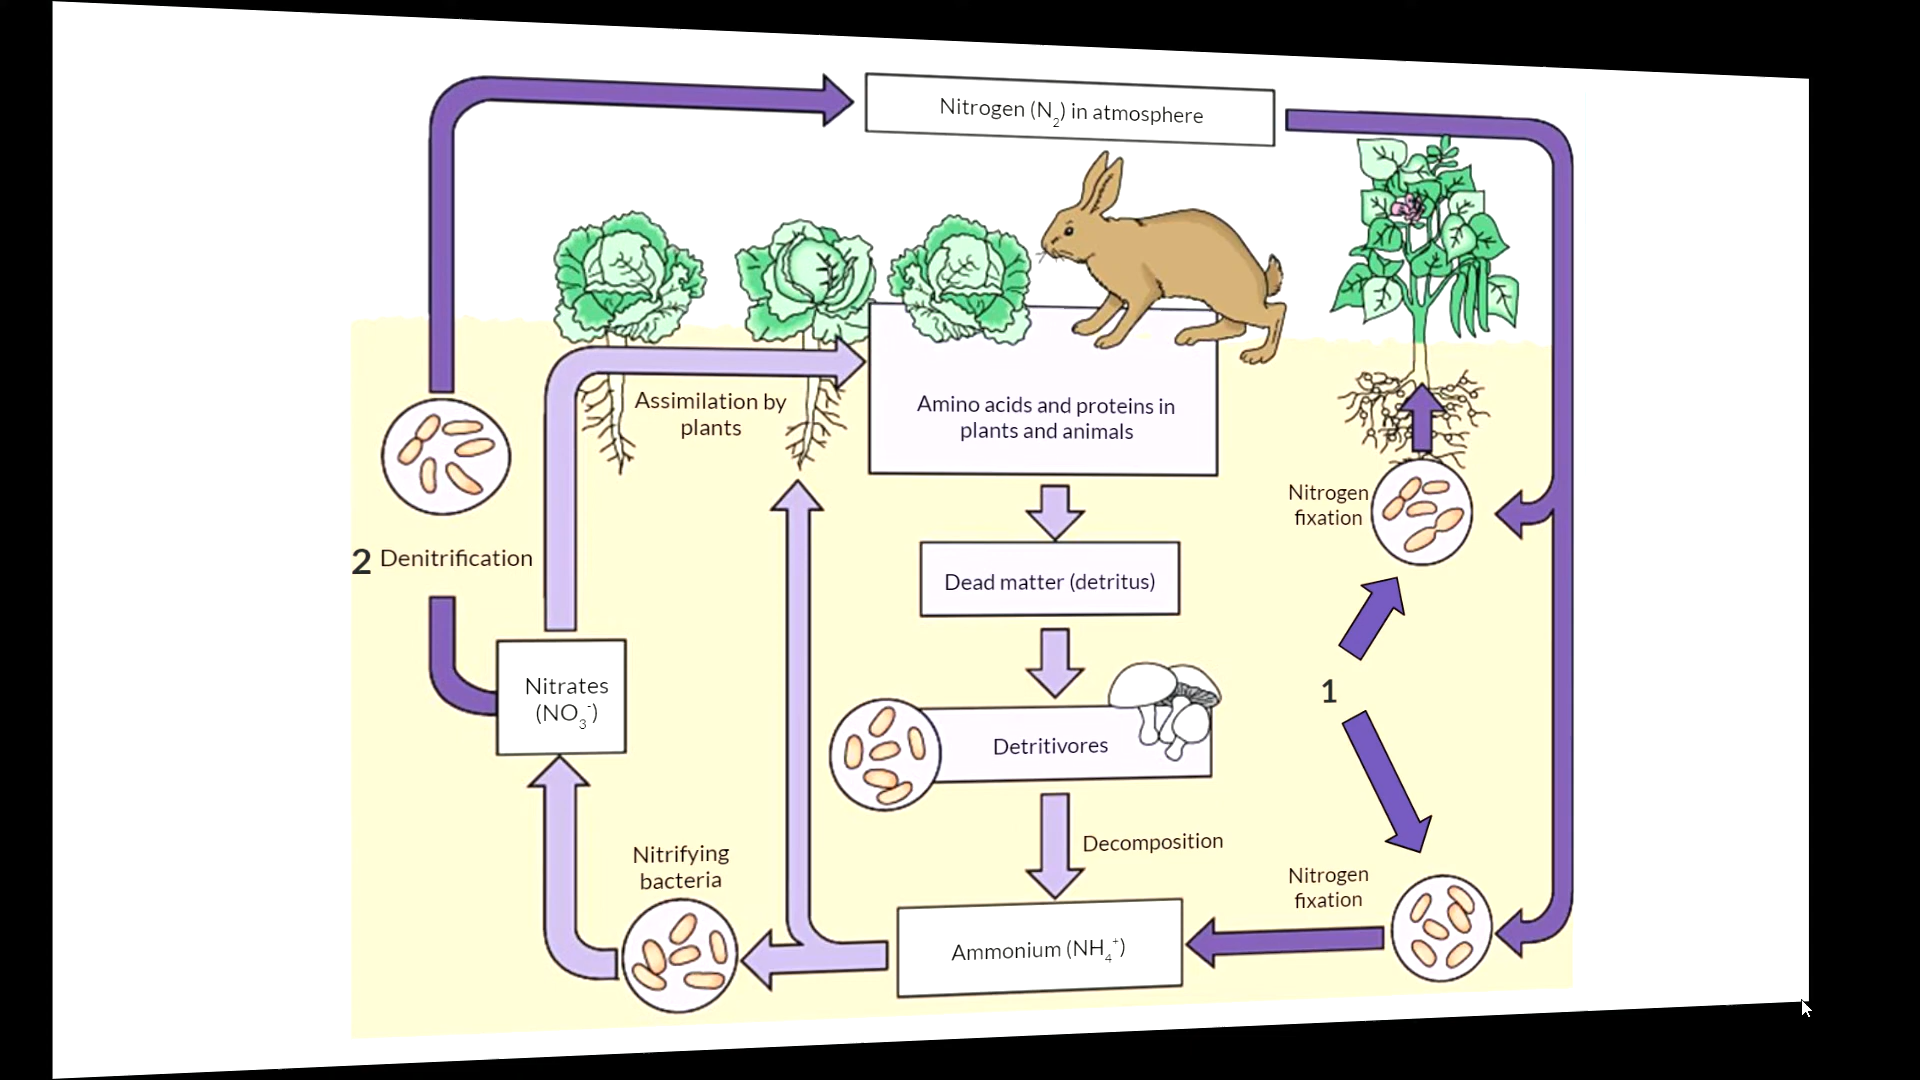 Nitrogen (N₂) in atmosphere
Assimilation by
plants
Amino acids and proteins in
plants and animals
Nitrogen
fixation
2 Denitrification
Dead matter (detritus)
Nitrates
(NO₃⁻)
1
Detritivores
Decomposition
Nitrifying
bacteria
Nitrogen
fixation
Ammonium (NH₄⁺)